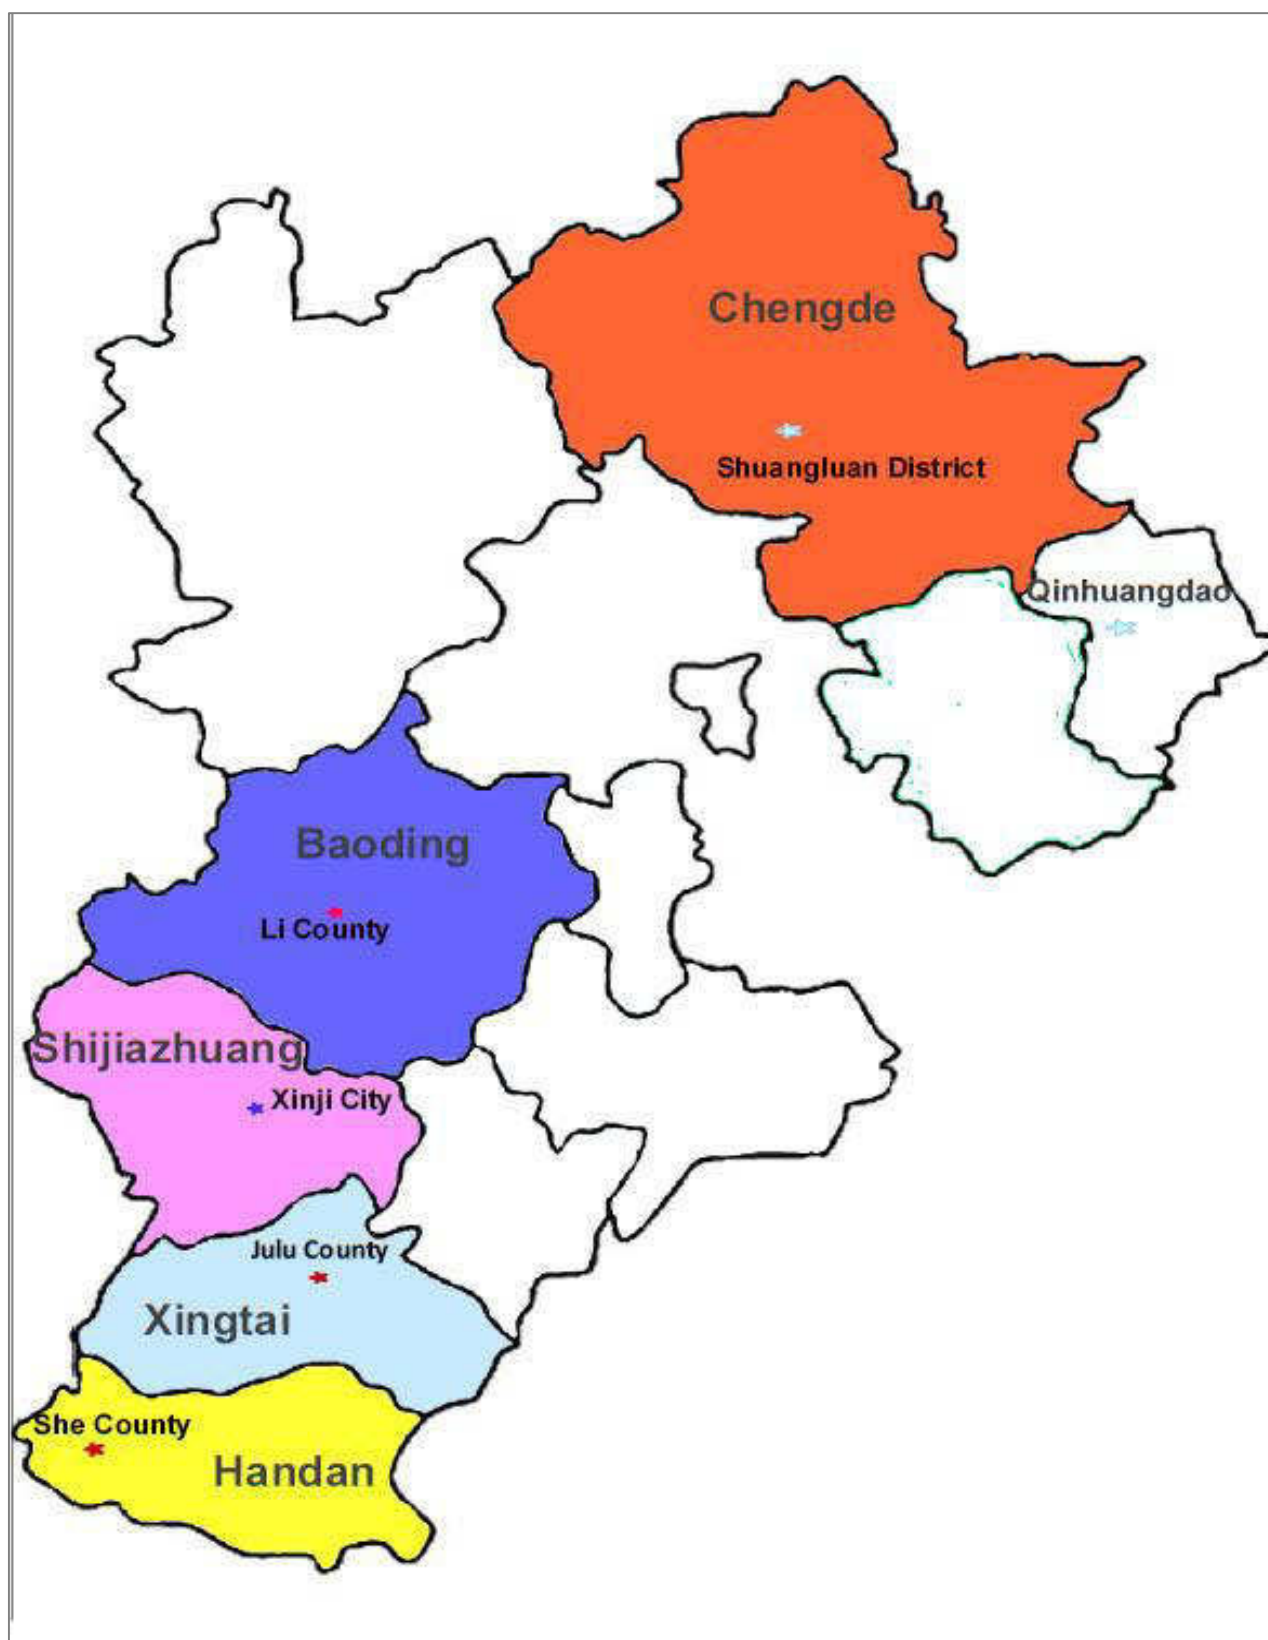 Chengde
Shuangluan District
Qinhuangdao
Baoding
Li County
Shijiazhuang
Xinji City
Julu County
Xingtai
She County
Handan